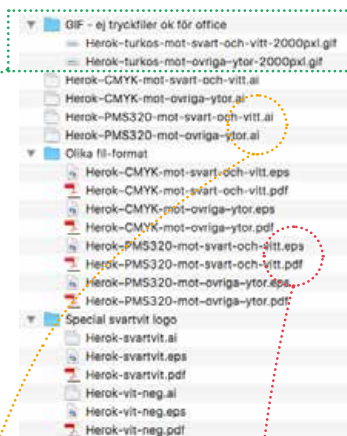 GIF - ej tryckfiler ok för office
Herok-turkos-mot-svart-och-vitt-2000pxl.gif
Herok-turkos-mot-ovriga-ytor-2000pxl.gif
Herok-CMYK-mot-svart-och-vitt.ai
Herok-CMYK-mot-ovriga-ytor.ai
Herok-PMS320-mot-svart-och-vitt.ai
Herok-PMS320-mot-ovriga-ytor.ai
Olika fil-format
Herok-CMYK-mot-svart-och-vitt.eps
Herok-CMYK-mot-svart-och-vitt.pdf
Herok-CMYK-mot-ovriga-ytor.eps
Herok-CMYK-mot-ovriga-ytor.pdf
Herok-PMS320-mot-svart-och-vitt.eps
Herok-PMS320-mot-svart-och-vitt.pdf
Herok-PMS320-mot-ovriga-ytor.eps
Herok-PMS320-mot-ovriga-ytor.pdf
Special svartvit logo
Herok-svartvit.ai
Herok-svartvit.eps
Herok-svartvit.pdf
Herok-vit-neg.ai
Herok-vit-neg.eps
Herok-vit-neg.pdf